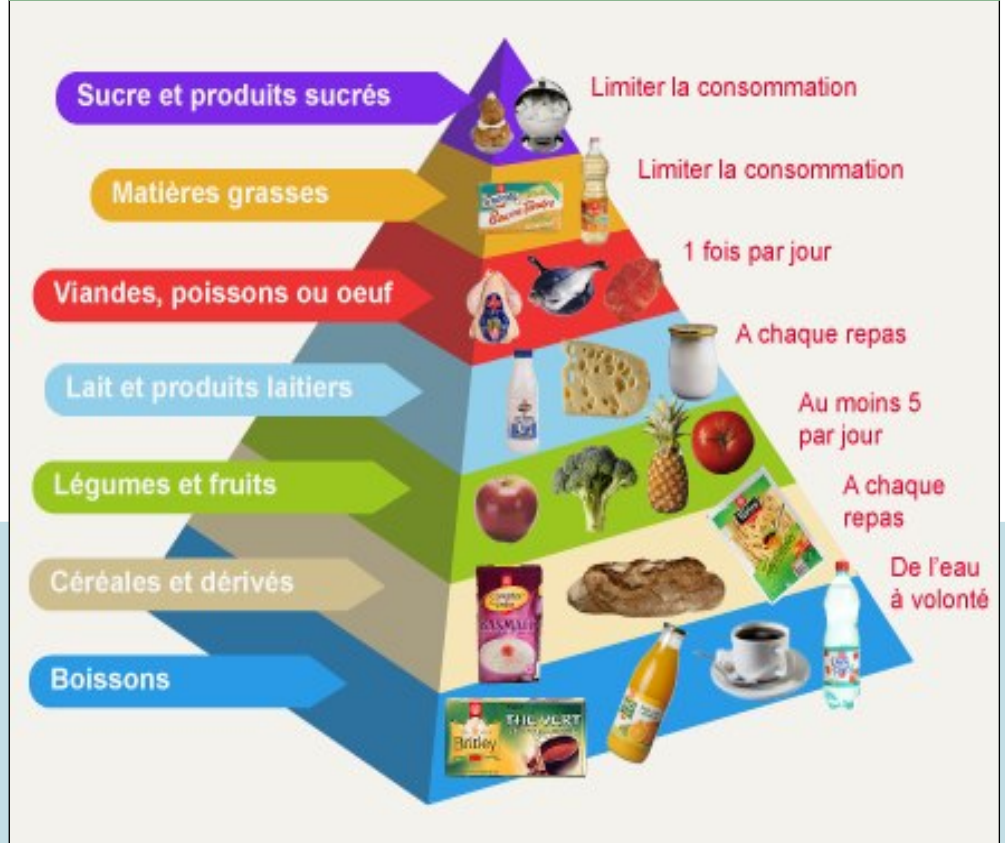 Sucre et produits sucrés
Limiter la consommation
Matières grasses
Limiter la consommation
Viandes, poissons ou oeuf
1 fois par jour
Lait et produits laitiers
A chaque repas
Légumes et fruits
Au moins 5
par jour
Céréales et dérivés
A chaque
repas
Boissons
De l'eau
à volonté
THÉ VERT
Britley